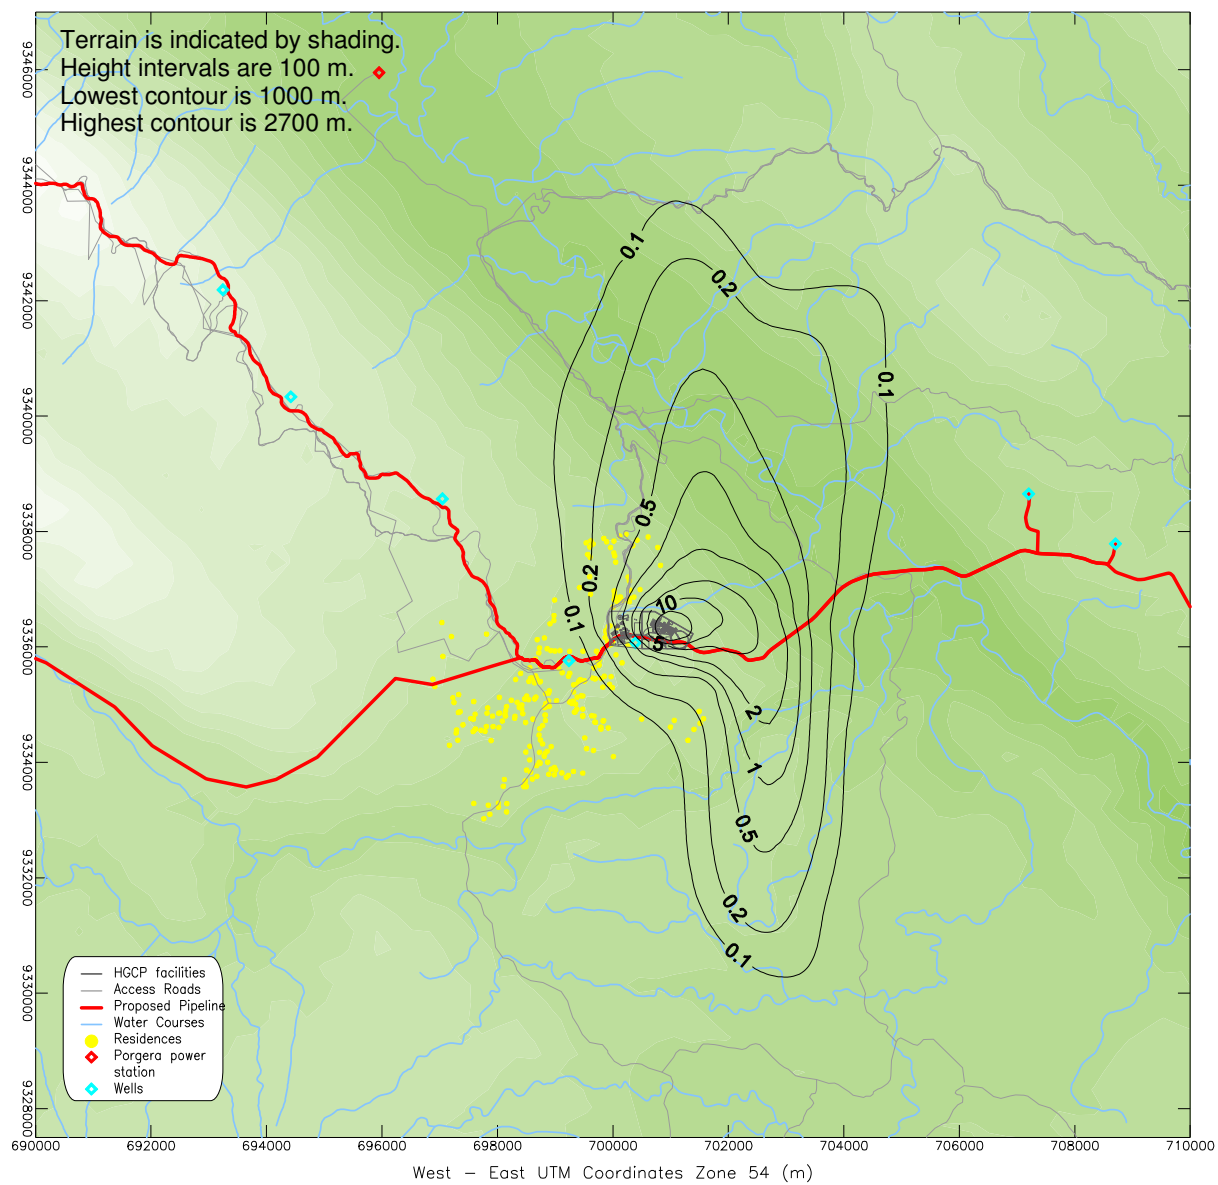 Terrain is indicated by shading.
Height intervals are 100 m.
Lowest contour is 1000 m.
Highest contour is 2700 m.
9346000
9344000
9342000
9340000
9338000
9336000
9334000
9332000
9330000
9328000
0.1
0.2
0.1
0.5
0.2
0.1
10
5
2
1
0.5
0.2
0.1
HGCP facilities
Access Roads
Proposed Pipeline
Water Courses
Residences
Porgera power
station
Wells
690000 692000 694000 696000 698000 700000 702000 704000 706000 708000 710000
West – East UTM Coordinates Zone 54 (m)